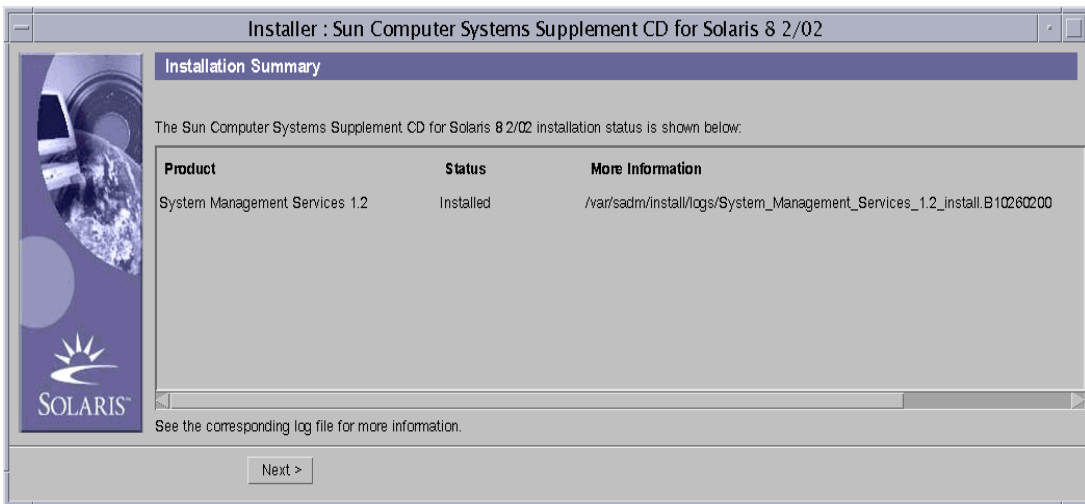 Installer : Sun Computer Systems Supplement CD for Solaris 8 2/02
Installation Summary
The Sun Computer Systems Supplement CD for Solaris 8 2/02 installation status is shown below:
Product Status More Information
System Management Services 1.2 Installed /var/sadm/install/logs/System_Management_Services_1.2_install.B10260200
SOLARIS™
See the corresponding log file for more information.
Next >